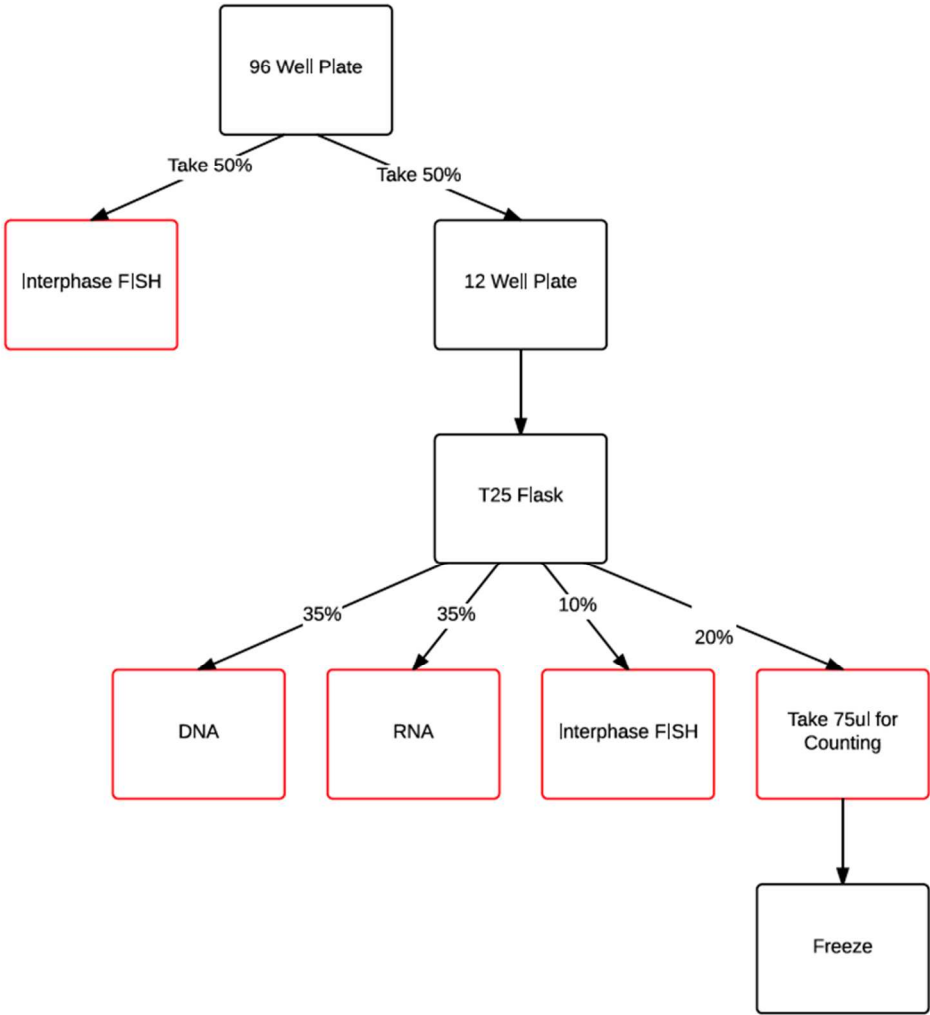 96 Well Plate
Take 50%
Take 50%
Interphase FISH
12 Well Plate
T25 Flask
35%
35%
10%
20%
DNA
RNA
Interphase FISH
Take 75ul for
Counting
Freeze